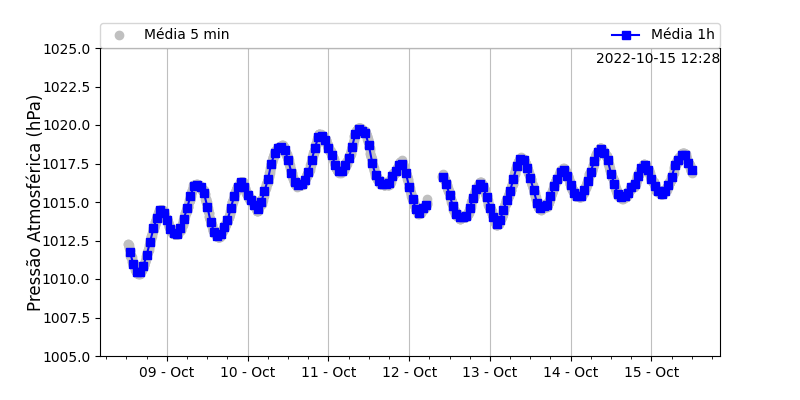 Média 5 min
Média 1h
2022-10-15 12:28
Pressão Atmosférica (hPa)
1025.0
1022.5
1020.0
1017.5
1015.0
1012.5
1010.0
1007.5
1005.0
09 - Oct
10 - Oct
11 - Oct
12 - Oct
13 - Oct
14 - Oct
15 - Oct